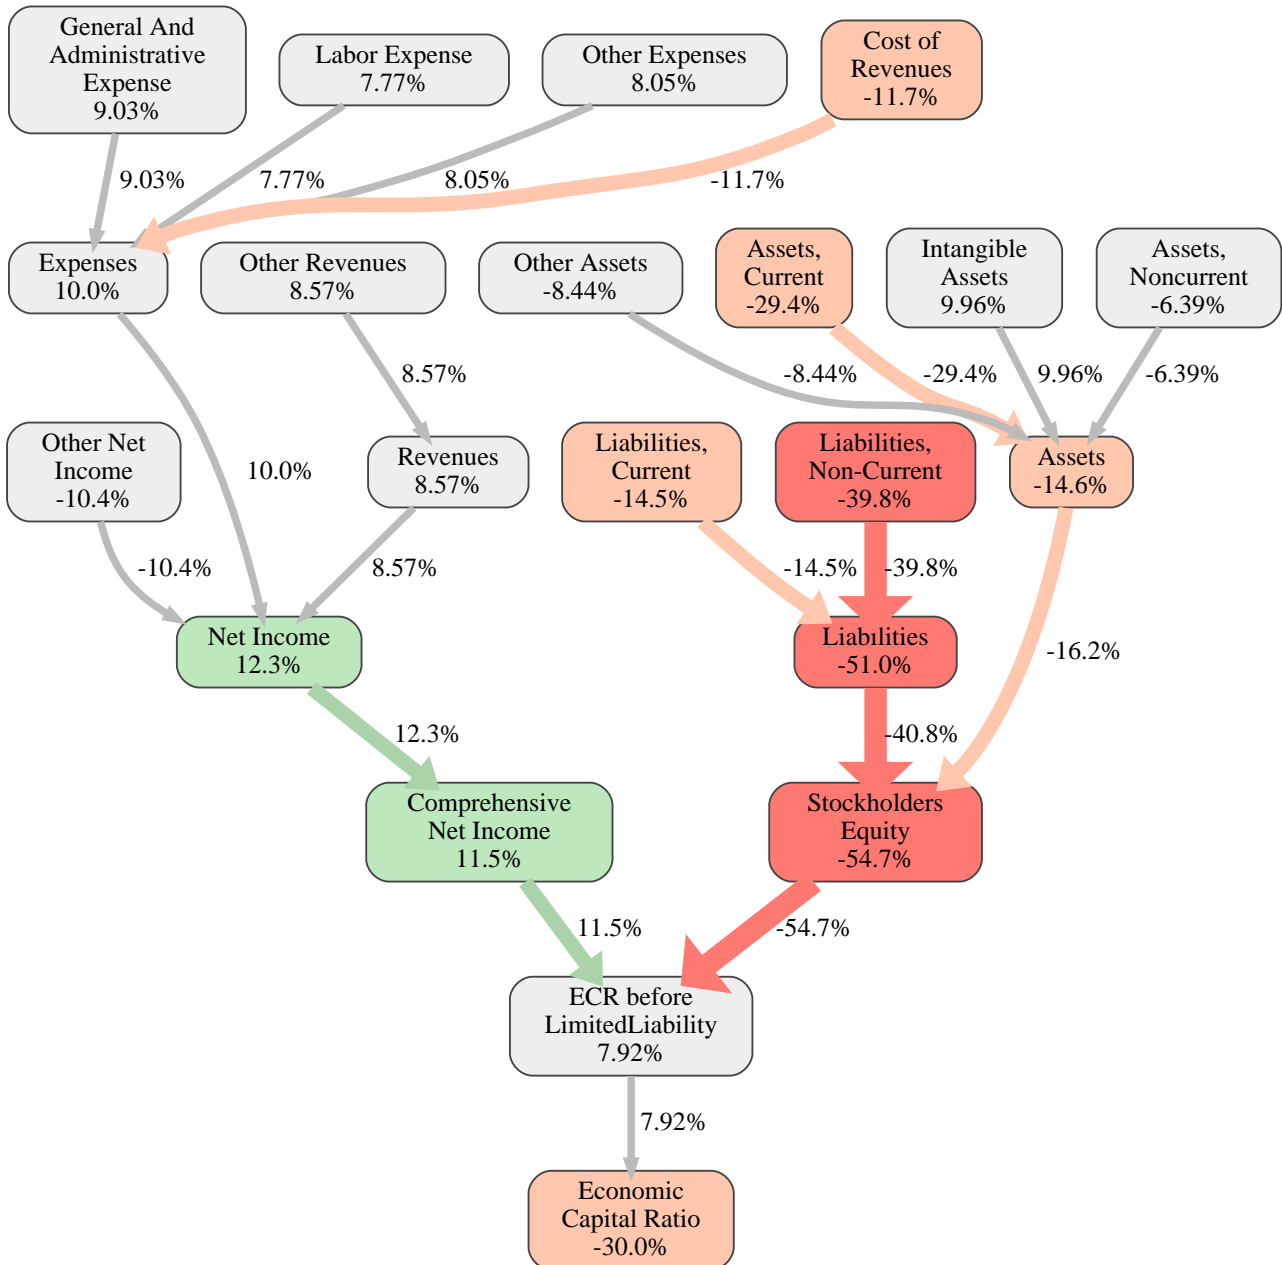 General And
Administrative
Expense
9.03%
Labor Expense
7.77%
Other Expenses
8.05%
Cost of
Revenues
-11.7%
9.03%
7.77%
8.05%
-11.7%
Expenses
10.0%
Other Revenues
8.57%
Other Assets
-8.44%
Assets,
Current
-29.4%
Intangible
Assets
9.96%
Assets,
Noncurrent
-6.39%
8.57%
-8.44%
-29.4%
9.96%
-6.39%
Other Net
Income
-10.4%
10.0%
Revenues
8.57%
Liabilities,
Current
-14.5%
Liabilities,
Non-Current
-39.8%
Assets
-14.6%
-10.4%
8.57%
-14.5%
-39.8%
-16.2%
Net Income
12.3%
Liabilities
-51.0%
12.3%
-40.8%
Comprehensive
Net Income
11.5%
Stockholders
Equity
-54.7%
11.5%
-54.7%
ECR before
LimitedLiability
7.92%
7.92%
Economic
Capital Ratio
-30.0%